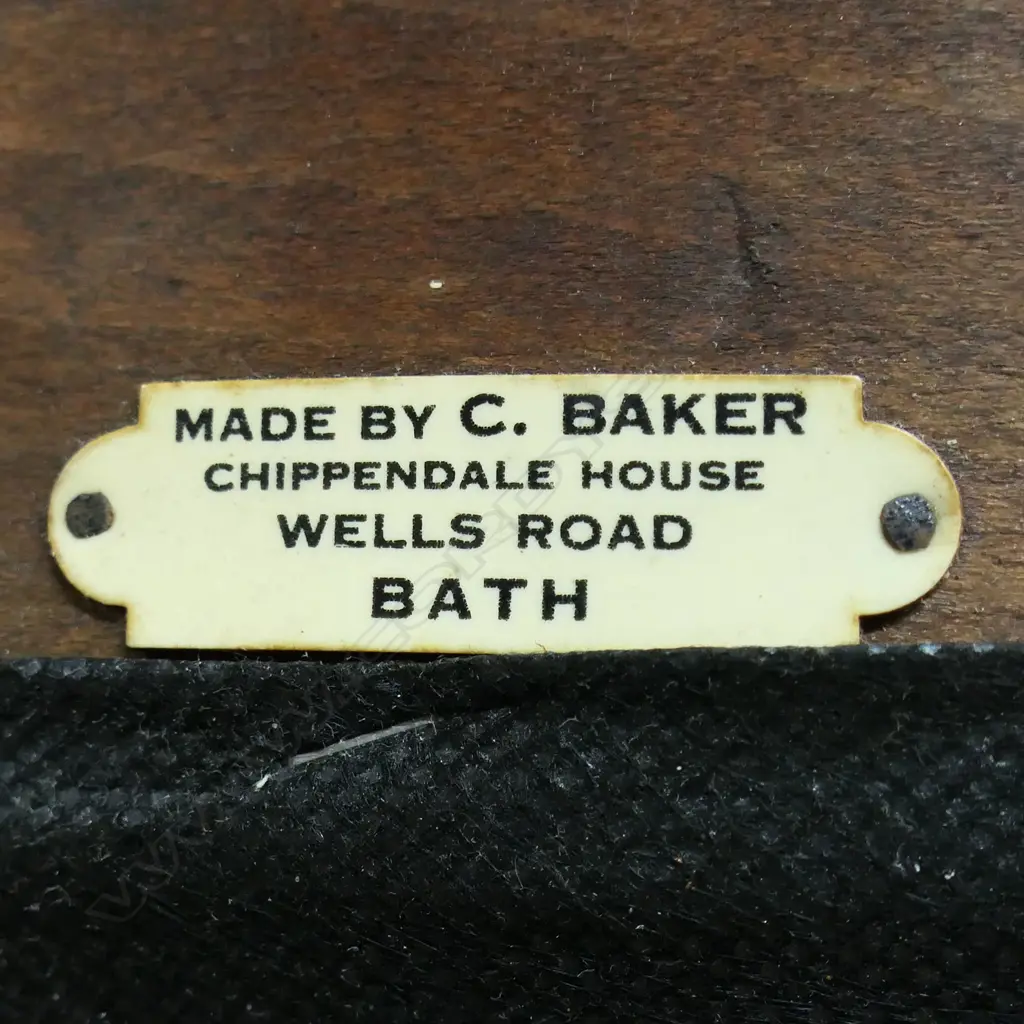 MADE BY C. BAKER
CHIPPENDALE HOUSE
WELLS ROAD
BATH